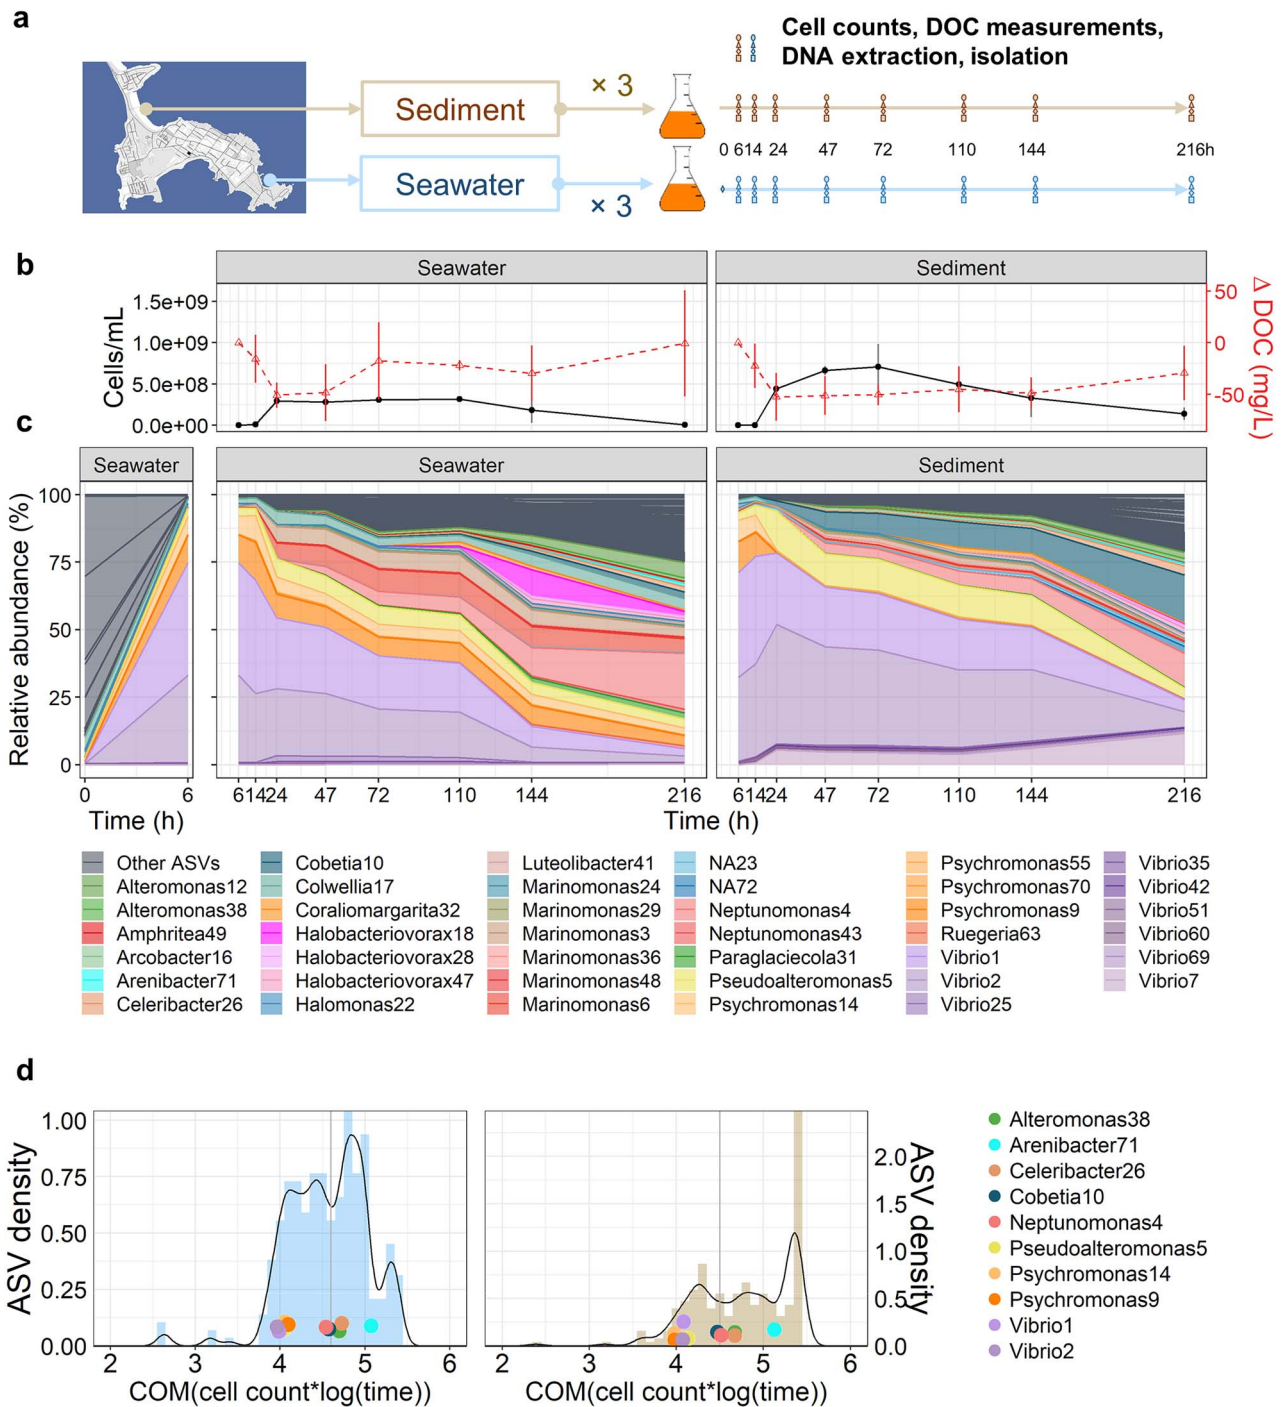 a
Cell counts, DOC measurements,
DNA extraction, isolation
Sediment
× 3
0 6 14 24 47 72 110 144 216h
Seawater
× 3
b
Seawater
Sediment
Cells/mL
1.5e+09
1.0e+09
5.0e+08
0.0e+00
50
0
-50
Δ DOC (mg/L)
c
Seawater
Seawater
Sediment
Relative abundance (%)
100
75
50
25
0
0 6
6 14 24 47 72 110 144 216
6 14 24 47 72 110 144 216
Time (h)
Time (h)
Other ASVs
Alteromonas12
Alteromonas38
Amphritea49
Arcobacter16
Arenibacter71
Celeribacter26
Cobetia10
Colwellia17
Coraliomargarita32
Halobacteriovorax18
Halobacteriovorax28
Halobacteriovorax47
Halomonas22
Luteolibacter41
Marinomonas24
Marinomonas29
Marinomonas3
Marinomonas36
Marinomonas48
Marinomonas6
NA23
NA72
Neptunomonas4
Neptunomonas43
Paraglaciecola31
Pseudoalteromonas5
Psychromonas14
Psychromonas55
Psychromonas70
Psychromonas9
Ruegeria63
Vibrio1
Vibrio2
Vibrio25
Vibrio35
Vibrio42
Vibrio51
Vibrio60
Vibrio69
Vibrio7
d
ASV density
1.00
0.75
0.50
0.25
0.00
2 3 4 5 6
COM(cell count*log(time))
2 3 4 5 6
COM(cell count*log(time))
2.0
1.5
1.0
0.5
0.0
ASV density
Alteromonas38
Arenibacter71
Celeribacter26
Cobetia10
Neptunomonas4
Pseudoalteromonas5
Psychromonas14
Psychromonas9
Vibrio1
Vibrio2